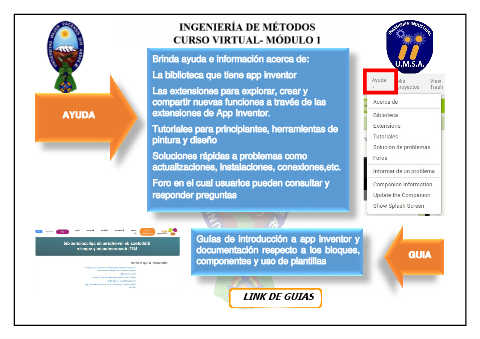 INGENIERÍA DE MÉTODOS
CURSO VIRTUAL- MÓDULO 1
U.M.S.A.
AYUDA
Brinda ayuda e información acerca de:
La biblioteca que tiene app inventor
Las extensiones para explorar, crear y
compartir nuevas funciones a través de las
extensiones de App Inventor.
Tutoriales para principiantes, herramientas de
pintura y diseño
Soluciones rápidas a problemas como
actualizaciones, instalaciones, conexiones,etc.
Foro en el cual usuarios pueden consultar y
responder preguntas
Ayuda
View
Acerca de
Biblioteca
Extensions
Tutoriales
Solución de problemas
Foros
Informar de un problema
Companion Information
Update the Companion
Show Splash Screen
Guías de introducción a app inventor y
documentación respecto a los bloques,
componentes y uso de plantillas
GUIA
LINK DE GUIAS